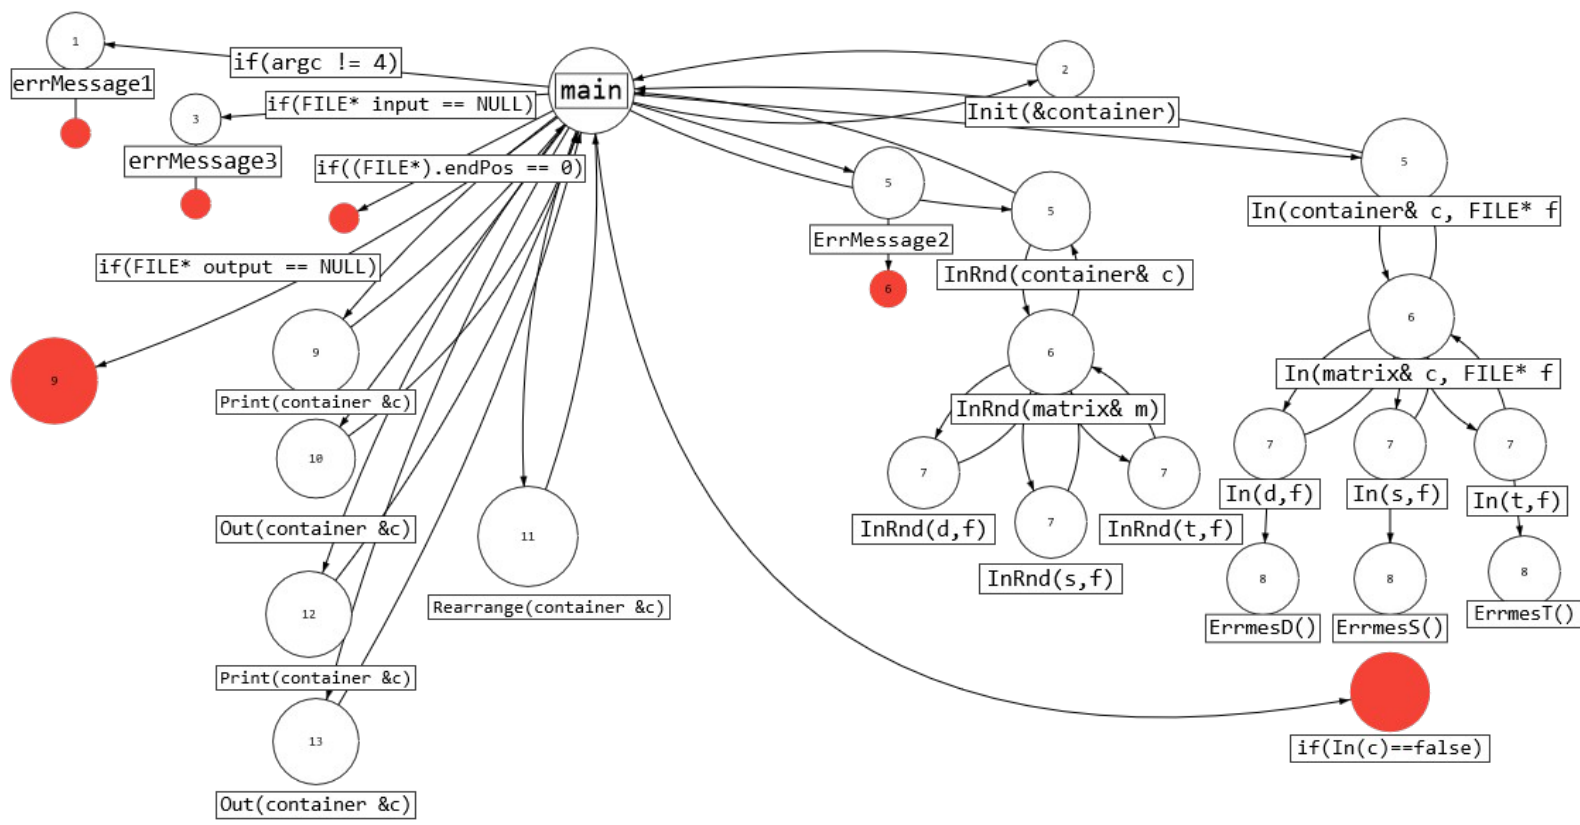 1
errMessage1
if(argc != 4)
main
2
Init(&container)
if(FILE* input == NULL)
3
errMessage3
if((FILE*).endPos == 0)
5
ErrMessage2
6
5
InRnd(container& c)
5
In(container& c, FILE* f
if(FILE* output == NULL)
9
9
Print(container &c)
10
Out(container &c)
11
Rearrange(container &c)
12
Print(container &c)
13
Out(container &c)
6
InRnd(matrix& m)
7
InRnd(d,f)
7
InRnd(s,f)
7
InRnd(t,f)
6
In(matrix& c, FILE* f
7
In(d,f)
7
In(s,f)
7
In(t,f)
8
ErrmesD()
8
ErrmesS()
8
ErrmesT()
if(In(c)==false)